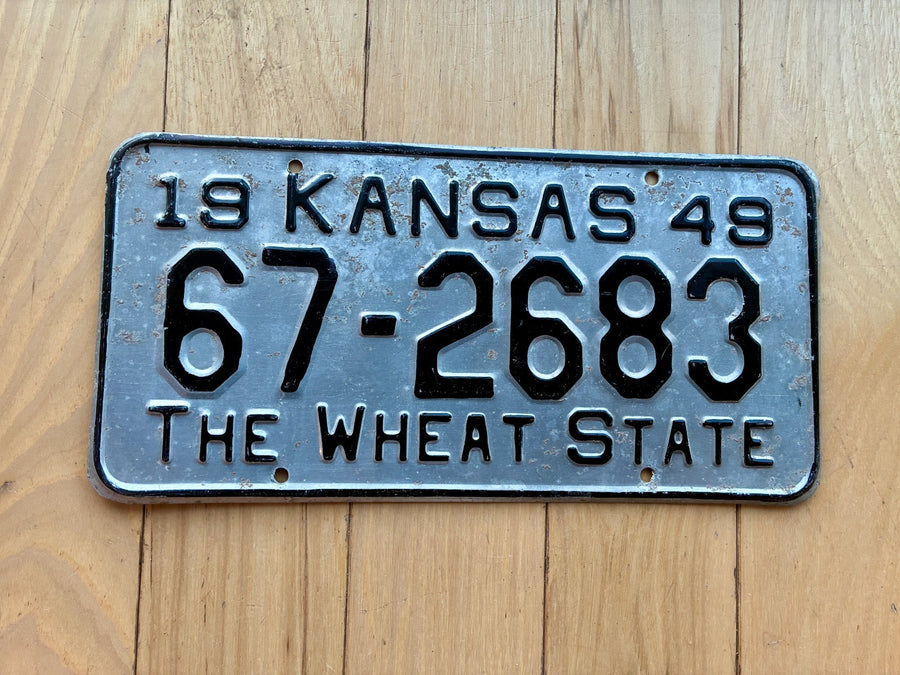 19 KANSAS 49
67-2683
THE WHEAT STATE